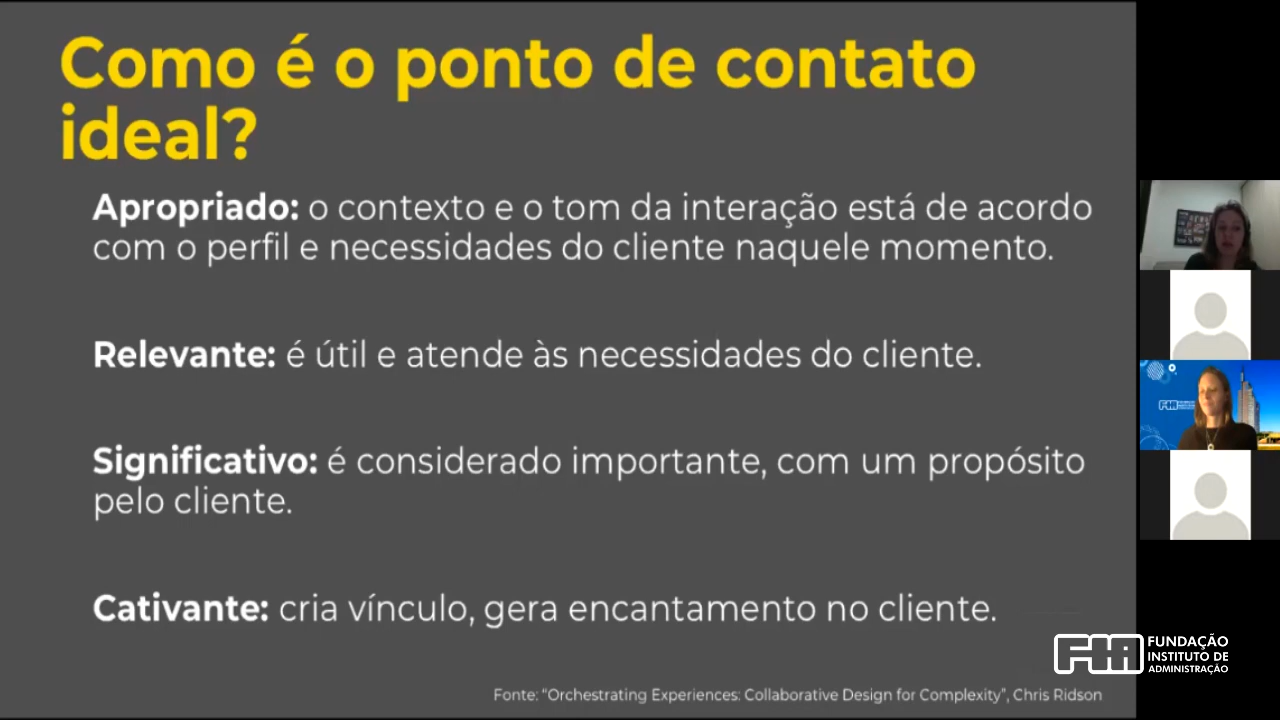 Como é o ponto de contato
ideal?
Apropriado: o contexto e o tom da interação está de acordo
com o perfil e necessidades do cliente naquele momento.
Relevante: é útil e atende às necessidades do cliente.
Significativo: é considerado importante, com um propósito
pelo cliente.
Cativante: cria vínculo, gera encantamento no cliente.
FIA
FUNDAÇÃO
INSTITUTO DE
ADMINISTRAÇÃO
Fonte: "Orchestrating Experiences: Collaborative Design for Complexity", Chris Ridson